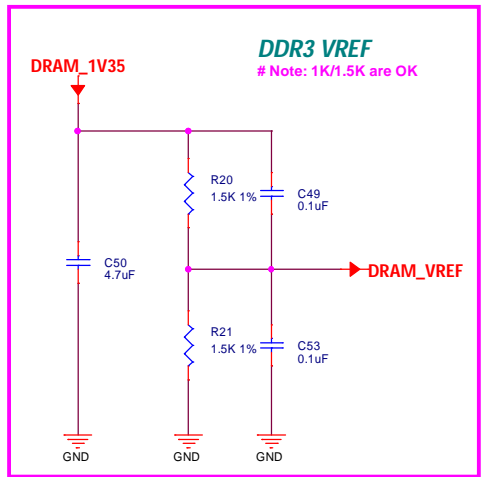 DDR3 VREF
# Note: 1K/1.5K are OK
DRAM_1V35
R20
1.5K 1%
C49
0.1uF
C50
4.7uF
DRAM_VREF
R21
1.5K 1%
C53
0.1uF
GND
GND
GND